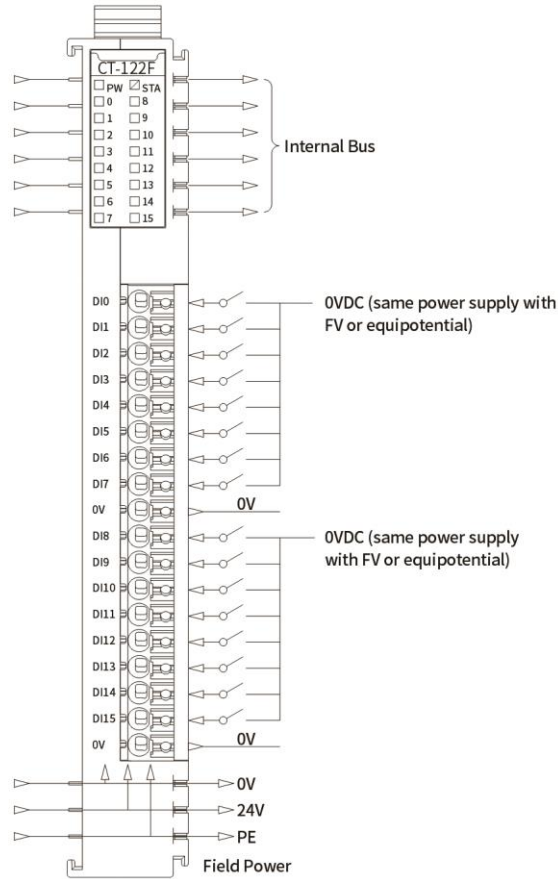 CT-122F
PW STA
0 8
1 9
2 10
3 11
4 12
5 13
6 14
7 15
Internal Bus
DI0
0VDC (same power supply with
FV or equipotential)
DI1
DI2
DI3
DI4
DI5
DI6
DI7
0V 0V
DI8
0VDC (same power supply
with FV or equipotential)
DI9
DI10
DI11
DI12
DI13
DI14
DI15
0V 0V
0V
24V
PE
Field Power